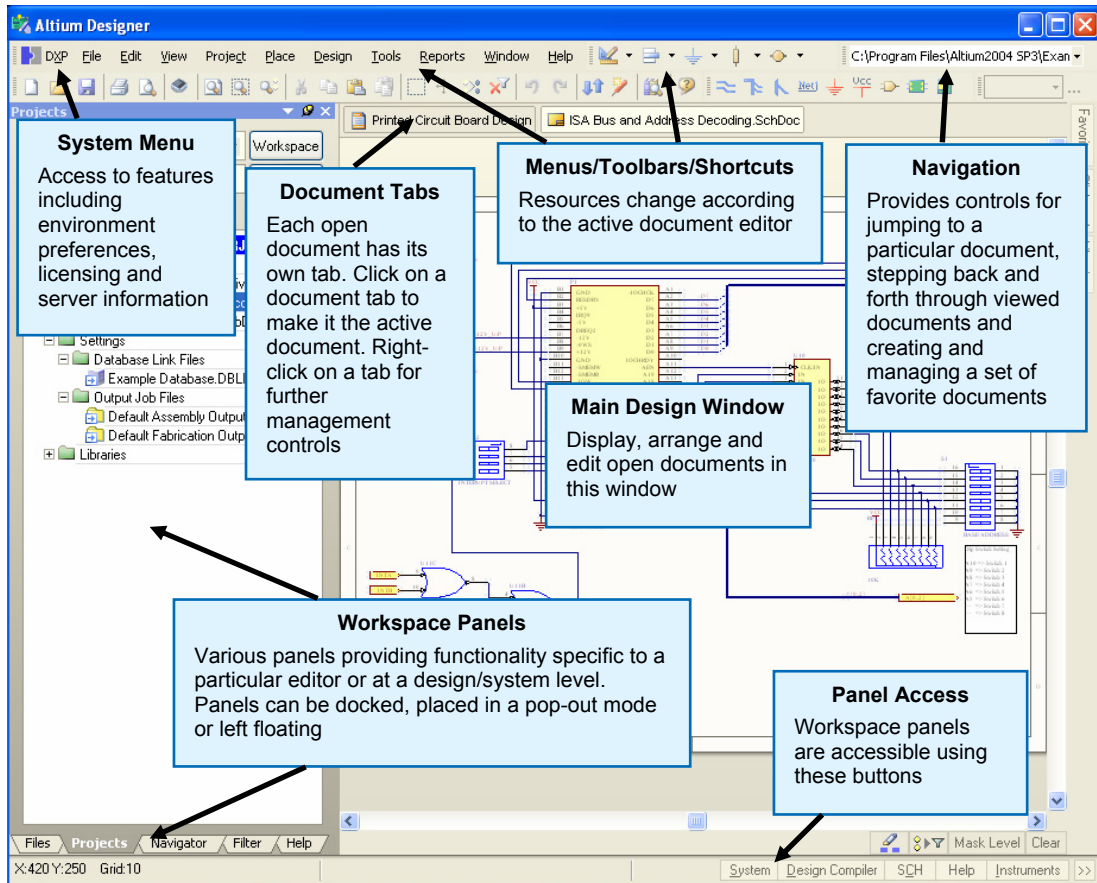 Altium Designer
DXP File Edit View Project Place Design Tools Reports Window Help
C:\Program Files\Altium2004 SP3\Exan
Net Vcc
Projects
Workspace
Printed Circuit Board Design
ISA Bus and Address Decoding.SchDoc
System Menu
Access to features
including
environment
preferences,
licensing and
server information
Document Tabs
Each open
document has its
own tab. Click on a
document tab to
make it the active
document. Right-
click on a tab for
further
management
controls
Menus/Toolbars/Shortcuts
Resources change according
to the active document editor
Navigation
Provides controls for
jumping to a
particular document,
stepping back and
forth through viewed
documents and
creating and
managing a set of
favorite documents
Settings
Database Link Files
Example Database.DBL
Output Job Files
Default Assembly Output
Default Fabrication Outp
Libraries
Main Design Window
Display, arrange and
edit open documents in
this window
INTERRUPT SELECT
BASE ADDRESS
U11C
U11B
10K
Workspace Panels
Various panels providing functionality specific to a
particular editor or at a design/system level.
Panels can be docked, placed in a pop-out mode
or left floating
Panel Access
Workspace panels
are accessible using
these buttons
Files Projects Navigator Filter Help
Mask Level Clear
X:420 Y:250 Grid:10
System Design Compiler SCH Help Instruments >>